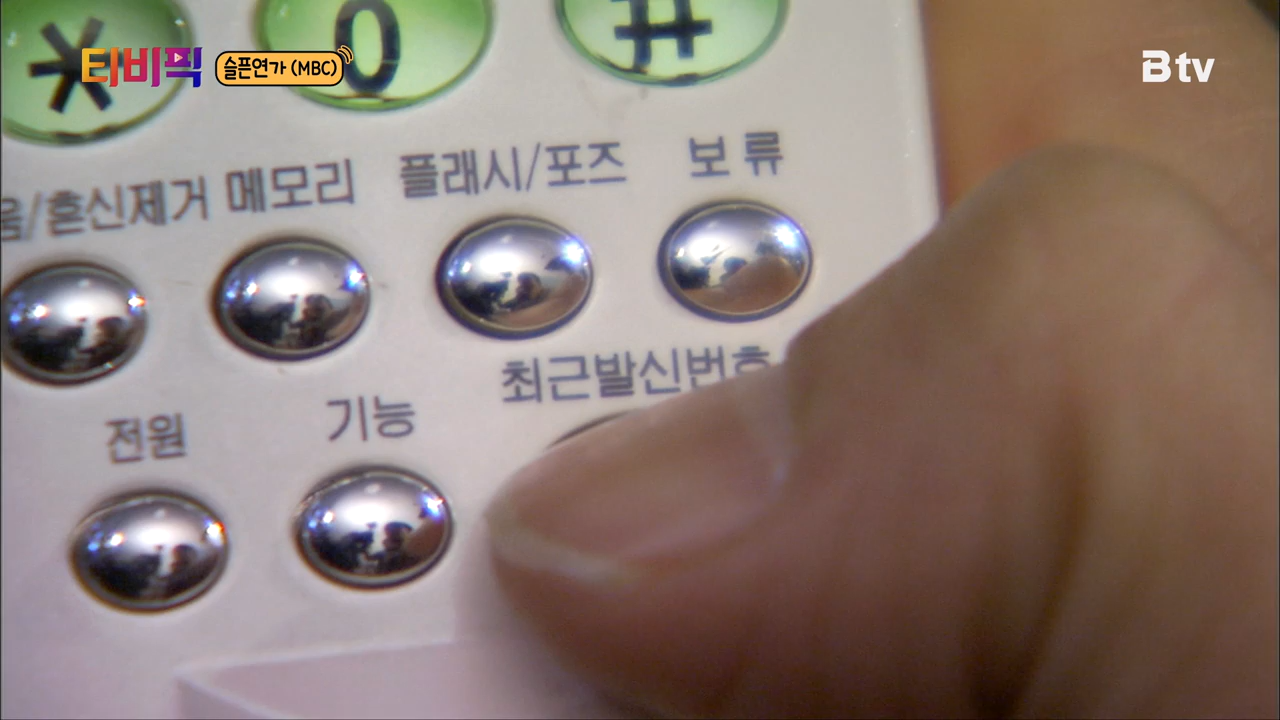 * 0 #
티비픽 슬픈연가 (MBC)
B tv
음/혼신제거 메모리 플래시/포즈 보류
최근발신번호
전원 기능